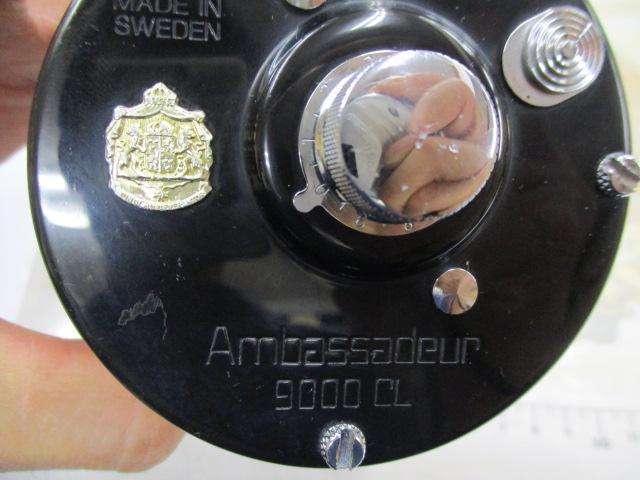 MADE IN
SWEDEN
Ambassadeur
9000 CL